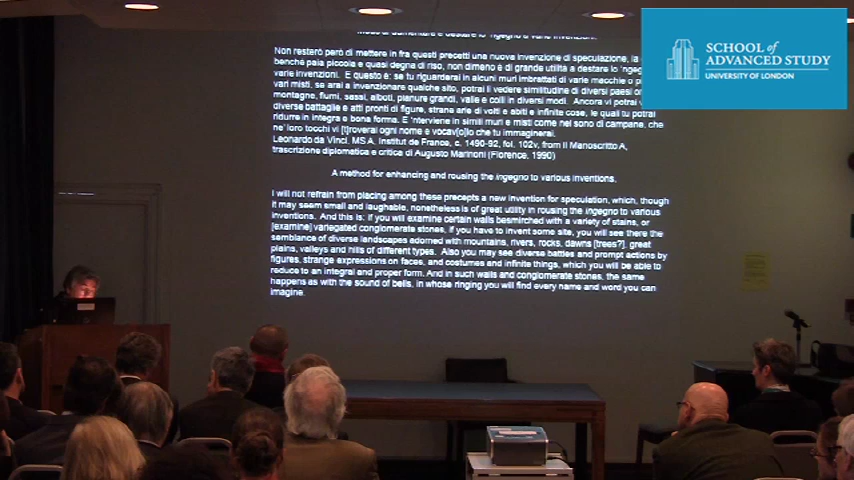 Modo di aumentare e destare lo 'ngegno a varie invenzioni.
Non resterò però di mettere in fra questi precetti una nuova invenzione di speculazione, la
benché paia piccola e quasi degna di riso, non dimeno è di grande utilità a destare lo 'ngegno
varie invenzioni. E questo è: se tu riguarderai in alcuni muri imbrattati di varie macchie o p
vari misti, se arai a invenzionare qualche sito, potrai lì vedere similitudine di diversi paesi
montagne, fiumi, sassi, alboti, pianure grandi, valle e colli in diversi modi. Ancora vi potrai v
diverse battaglie e atti pronti di figure, strane arie di volti e abiti e infinite cose, le quali tu potrai
ridurre in integra e bona forma. E 'nterviene in simili muri e misti come nel sono di campane, che
ne' loro tocchi vi [t]roverai ogni nome e vocav[o]lo che tu immaginerai.
Leonardo da Vinci, MS A, Institut de France, c. 1490-92, fol. 102v, from Il Manoscritto A,
trascrizione diplomatica e critica di Augusto Marinoni (Florence, 1990)
A method for enhancing and rousing the ingegno to various inventions.
I will not refrain from placing among these precepts a new invention for speculation, which, though
it may seem small and laughable, nonetheless is of great utility in rousing the ingegno to various
inventions. And this is: if you will examine certain walls besmirched with a variety of stains, or
[examine] variegated conglomerate stones, if you have to invent some site, you will see there the
semblance of diverse landscapes adorned with mountains, rivers, rocks, dawns [trees?], great
plains, valleys and hills of different types. Also you may see diverse battles and prompt actions by
figures, strange expressions on faces, and costumes and infinite things, which you will be able to
reduce to an integral and proper form. And in such walls and conglomerate stones, the same
happens as with the sound of bells, in whose ringing you will find every name and word you can
imagine.
SCHOOL of
ADVANCED STUDY
UNIVERSITY OF LONDON